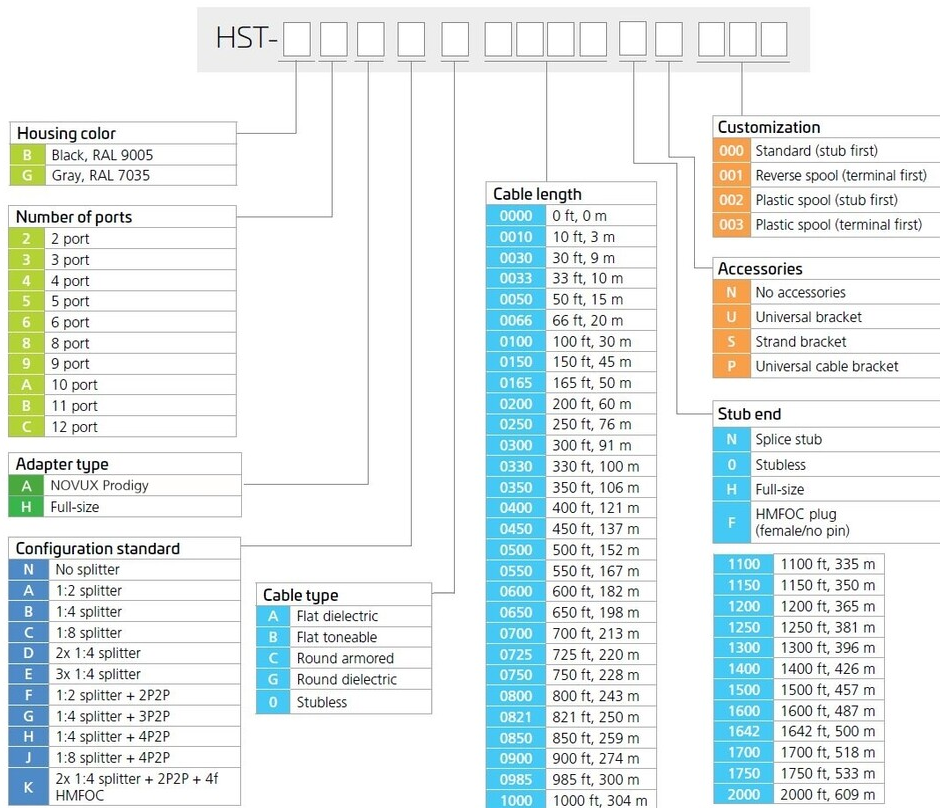 HST-
Housing color
B Black, RAL 9005
G Gray, RAL 7035
Number of ports
2 2 port
3 3 port
4 4 port
5 5 port
6 6 port
8 8 port
9 9 port
A 10 port
B 11 port
C 12 port
Adapter type
A NOVUX Prodigy
H Full-size
Configuration standard
N No splitter
A 1:2 splitter
B 1:4 splitter
C 1:8 splitter
D 2x 1:4 splitter
E 3x 1:4 splitter
F 1:2 splitter + 2P2P
G 1:4 splitter + 3P2P
H 1:4 splitter + 4P2P
J 1:8 splitter + 4P2P
K 2x 1:4 splitter + 2P2P + 4f
HMFOC
Cable type
A Flat dielectric
B Flat toneable
C Round armored
G Round dielectric
0 Stubless
Cable length
0000 0 ft, 0 m
0010 10 ft, 3 m
0030 30 ft, 9 m
0033 33 ft, 10 m
0050 50 ft, 15 m
0066 66 ft, 20 m
0100 100 ft, 30 m
0150 150 ft, 45 m
0165 165 ft, 50 m
0200 200 ft, 60 m
0250 250 ft, 76 m
0300 300 ft, 91 m
0330 330 ft, 100 m
0350 350 ft, 106 m
0400 400 ft, 121 m
0450 450 ft, 137 m
0500 500 ft, 152 m
0550 550 ft, 167 m
0600 600 ft, 182 m
0650 650 ft, 198 m
0700 700 ft, 213 m
0725 725 ft, 220 m
0750 750 ft, 228 m
0800 800 ft, 243 m
0821 821 ft, 250 m
0850 850 ft, 259 m
0900 900 ft, 274 m
0985 985 ft, 300 m
1000 1000 ft, 304 m
Customization
000 Standard (stub first)
001 Reverse spool (terminal first)
002 Plastic spool (stub first)
003 Plastic spool (terminal first)
Accessories
N No accessories
U Universal bracket
S Strand bracket
P Universal cable bracket
Stub end
N Splice stub
0 Stubless
H Full-size
F HMFOC plug
(female/no pin)
1100 1100 ft, 335 m
1150 1150 ft, 350 m
1200 1200 ft, 365 m
1250 1250 ft, 381 m
1300 1300 ft, 396 m
1400 1400 ft, 426 m
1500 1500 ft, 457 m
1600 1600 ft, 487 m
1642 1642 ft, 500 m
1700 1700 ft, 518 m
1750 1750 ft, 533 m
2000 2000 ft, 609 m